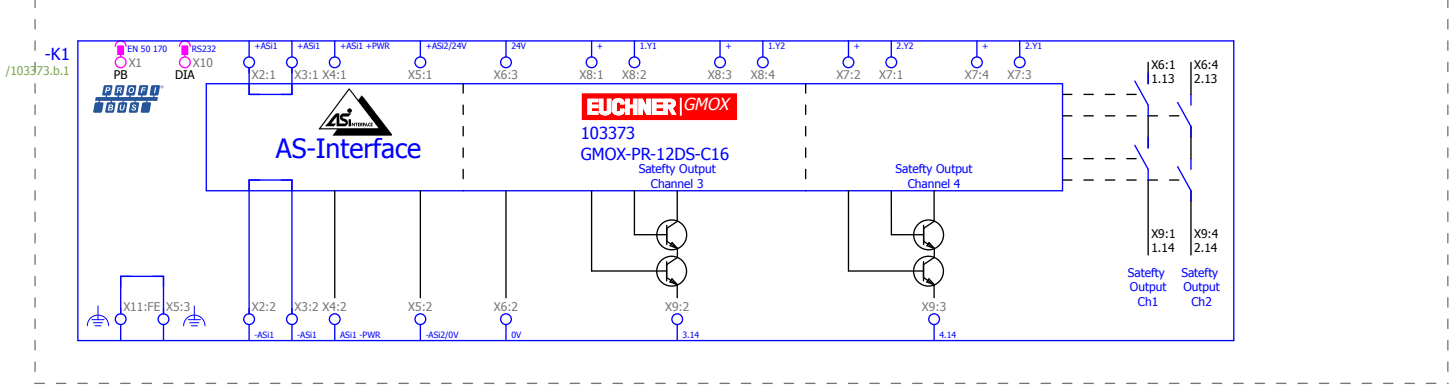 -K1
/103373.b.1
EN 50 170
RS232
+ASi1
+ASi1
+ASi1 +PWR
+ASi2/24V
24V
+
1.Y1
+
1.Y2
+
2.Y2
+
2.Y1
X1
X10
X2:1
X3:1
X4:1
X5:1
X6:3
X8:1
X8:2
X8:3
X8:4
X7:2
X7:1
X7:4
X7:3
X6:1
X6:4
1.13
2.13
PB
DIA
PROFI
BUS
ASi
INTERFACE
AS-Interface
EUCHNER GMOX
103373
GMOX-PR-12DS-C16
Satefty Output
Channel 3
Satefty Output
Channel 4
X9:1
X9:4
1.14
2.14
Satefty
Output
Ch1
Satefty
Output
Ch2
X11:FE
X5:3
X2:2
X3:2
X4:2
X5:2
X6:2
X9:2
X9:3
-ASi1
-ASi1
ASi1 -PWR
-ASi2/0V
0V
3.14
4.14